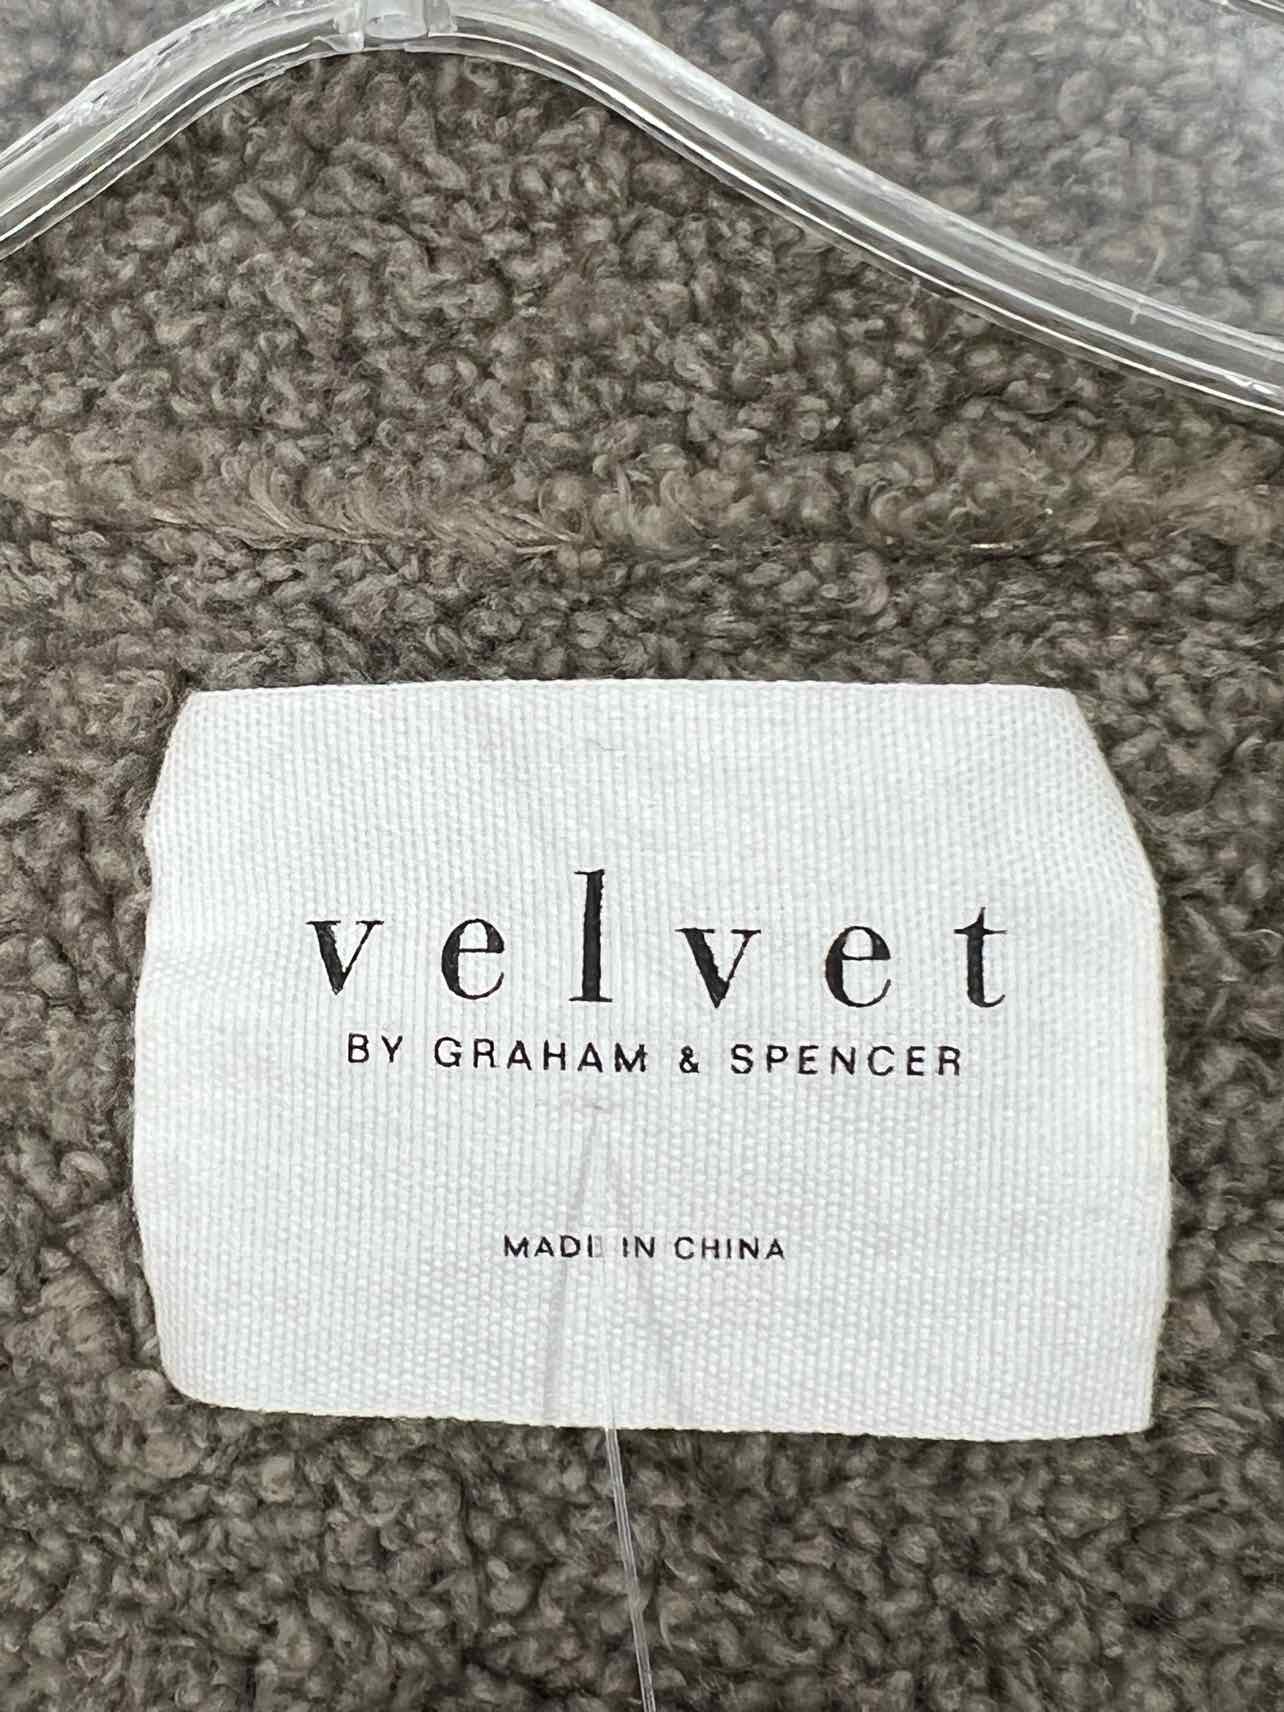 velvet
BY GRAHAM & SPENCER
MADE IN CHINA